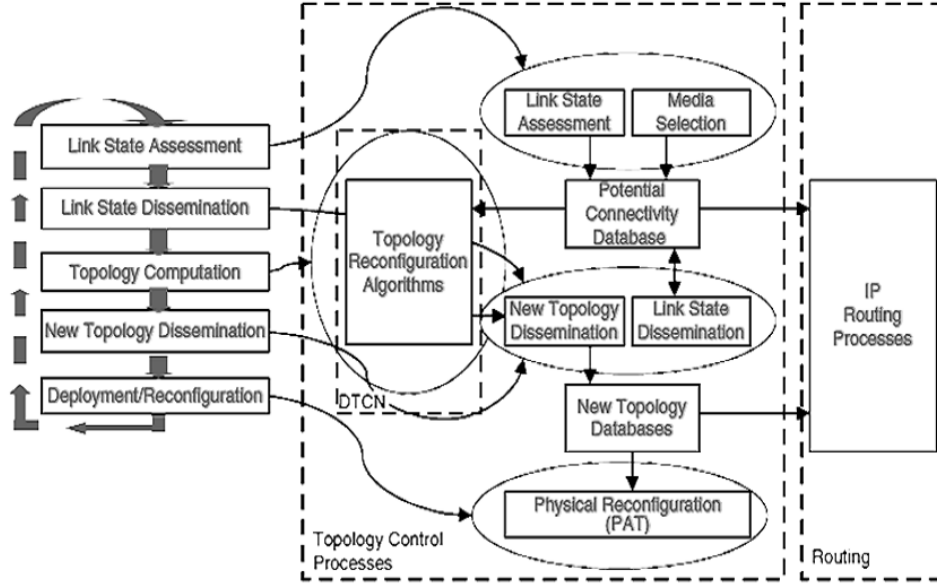 Link State Assessment
Link State Dissemination
Topology Computation
New Topology Dissemination
Deployment/Reconfiguration
Topology
Reconfiguration
Algorithms
DTCN
Link State
Assessment
Media
Selection
Potential
Connectivity
Database
New Topology
Dissemination
Link State
Dissemination
New Topology
Databases
Physical Reconfiguration
(PAT)
Topology Control
Processes
IP
Routing
Processes
Routing